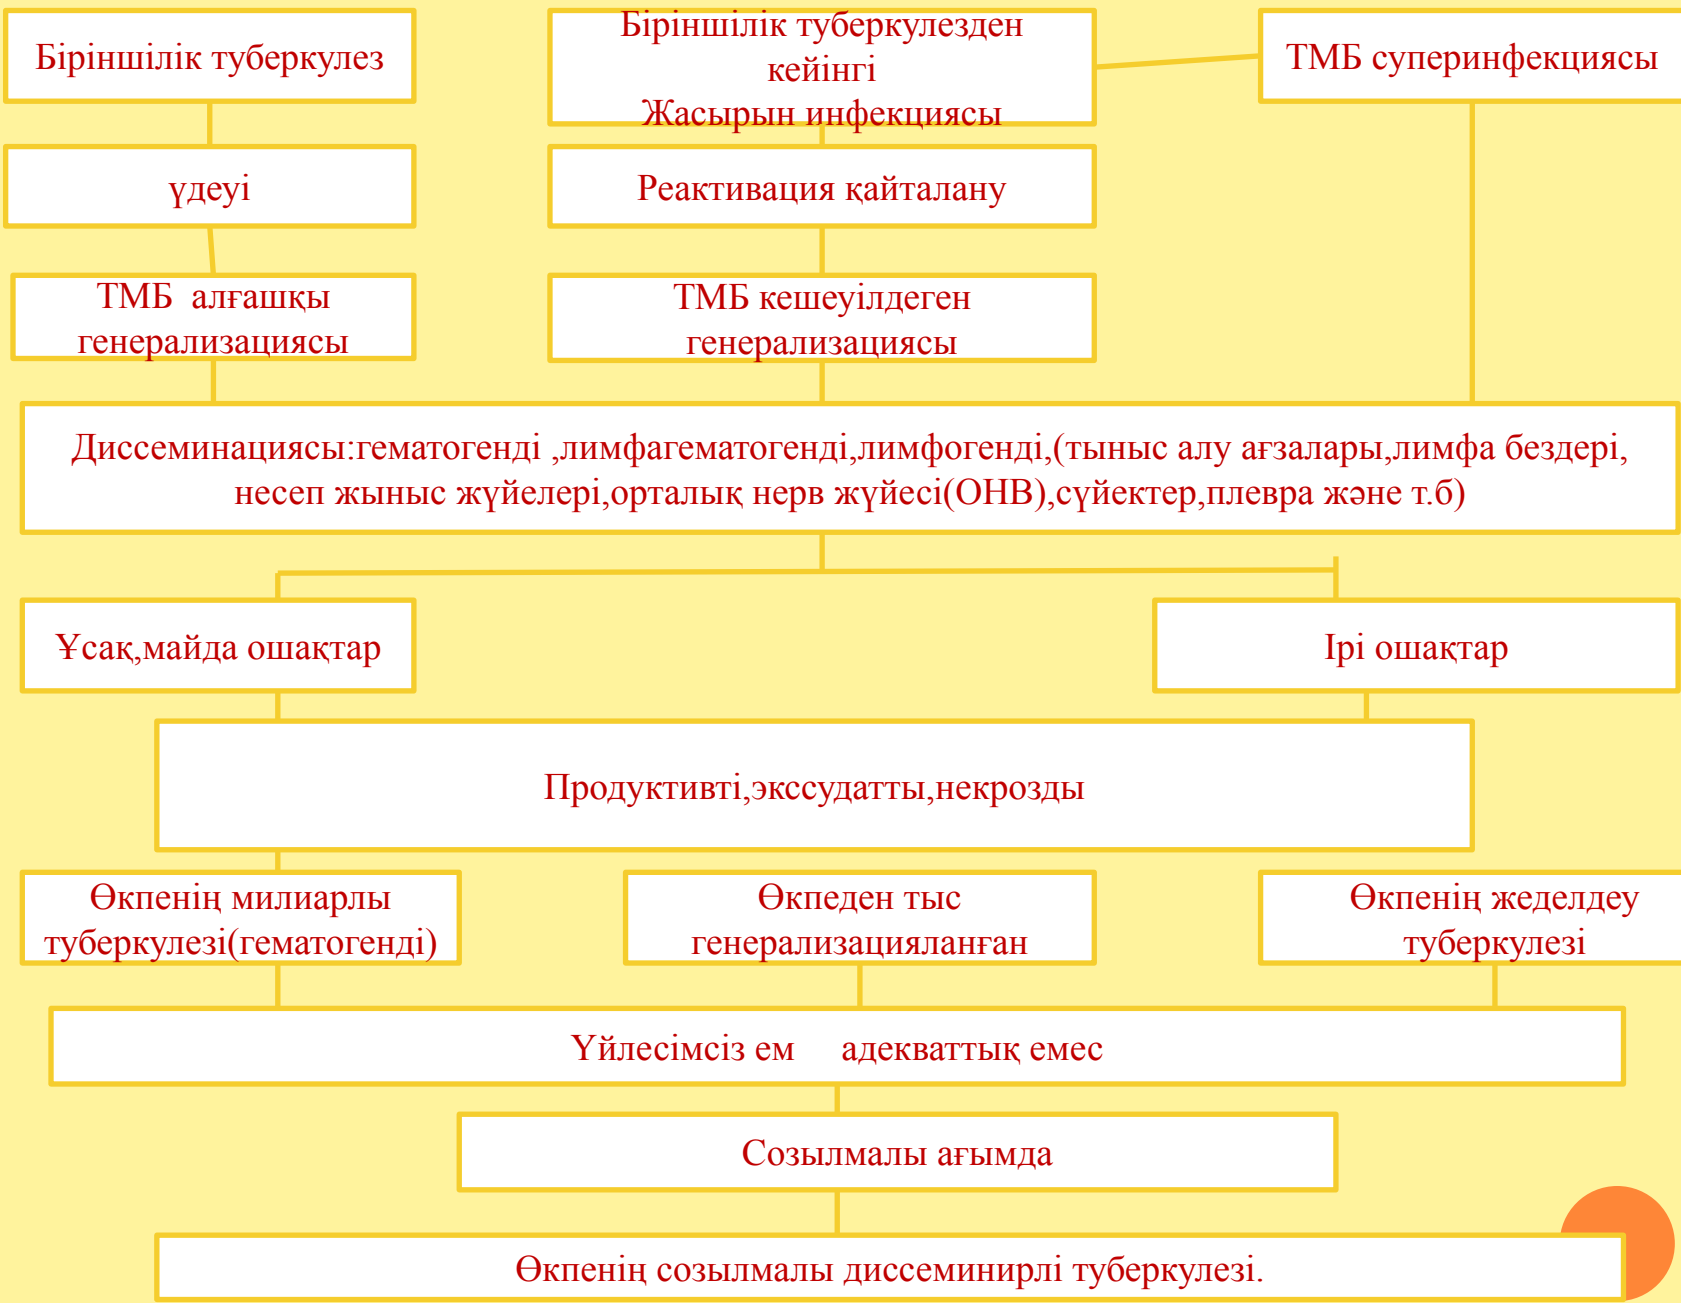 Біріншілік туберкулез
Біріншілік туберкулезден
кейінгі
Жасырын инфекциясы
ТМБ суперинфекциясы
үдеуі
Реактивация қайталану
ТМБ алғашқы
генерализациясы
ТМБ кешеуілдеген
генерализациясы
Диссеминациясы:гематогенді ,лимфагематогенді,лимфогенді,(тыныс алу ағзалары,лимфа бездері,
несеп жыныс жүйелері,орталық нерв жүйесі(ОНВ),сүйектер,плевра және т.б)
Ұсақ,майда ошақтар
Ірі ошақтар
Продуктивті,экссудатты,некрозды
Өкпенің милиарлы
туберкулезі(гематогенді)
Өкпеден тыс
генерализацияланған
Өкпенің жеделдеу
туберкулезі
Үйлесімсіз ем адекваттық емес
Созылмалы ағымда
Өкпенің созылмалы диссеминирлі туберкулезі.